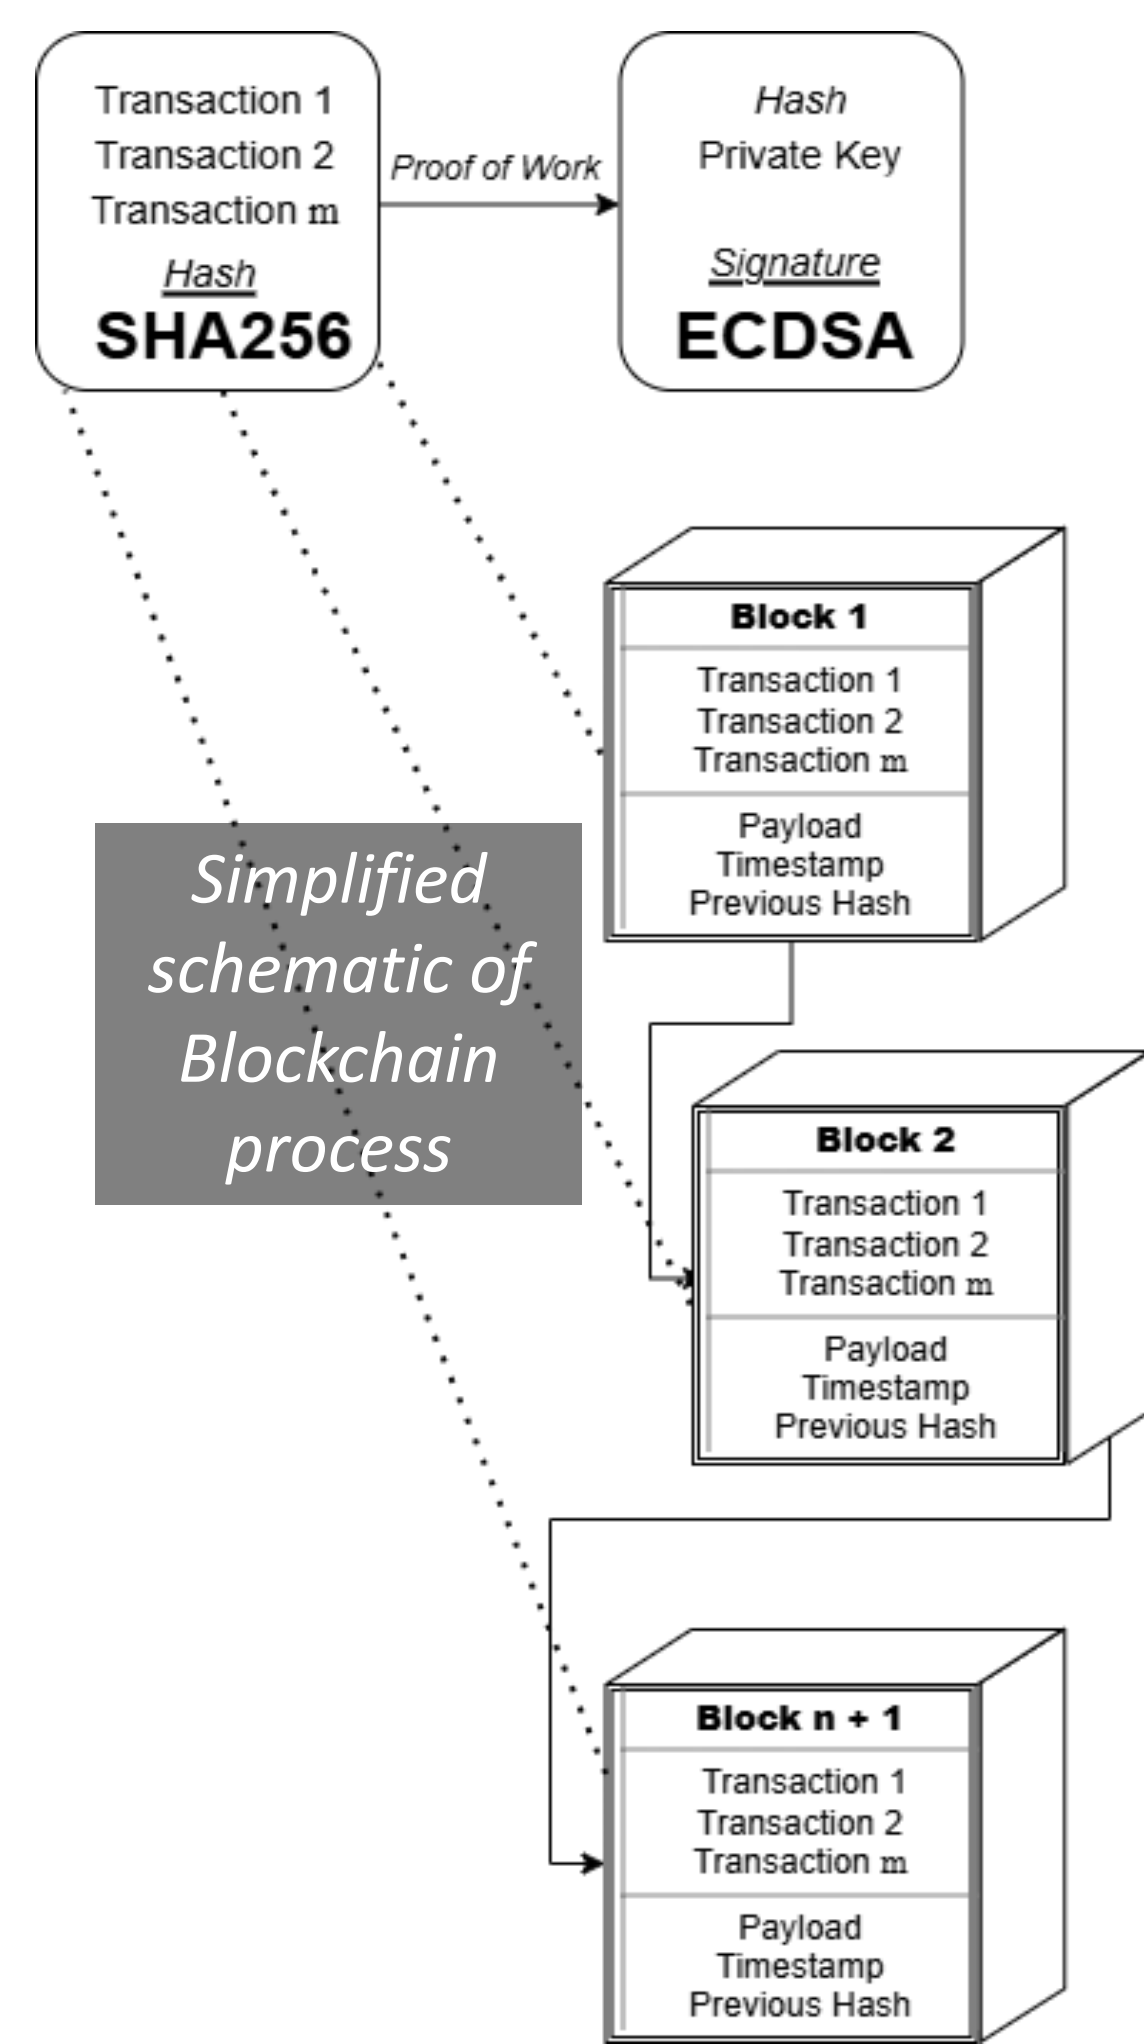 Transaction 1
Transaction 2
Transaction m
Hash
SHA256
Proof of Work
Hash
Private Key
Signature
ECDSA
Block 1
Transaction 1
Transaction 2
Transaction m
Payload
Timestamp
Previous Hash
Simplified
schematic of
Blockchain
process
Block 2
Transaction 1
Transaction 2
Transaction m
Payload
Timestamp
Previous Hash
Block n + 1
Transaction 1
Transaction 2
Transaction m
Payload
Timestamp
Previous Hash